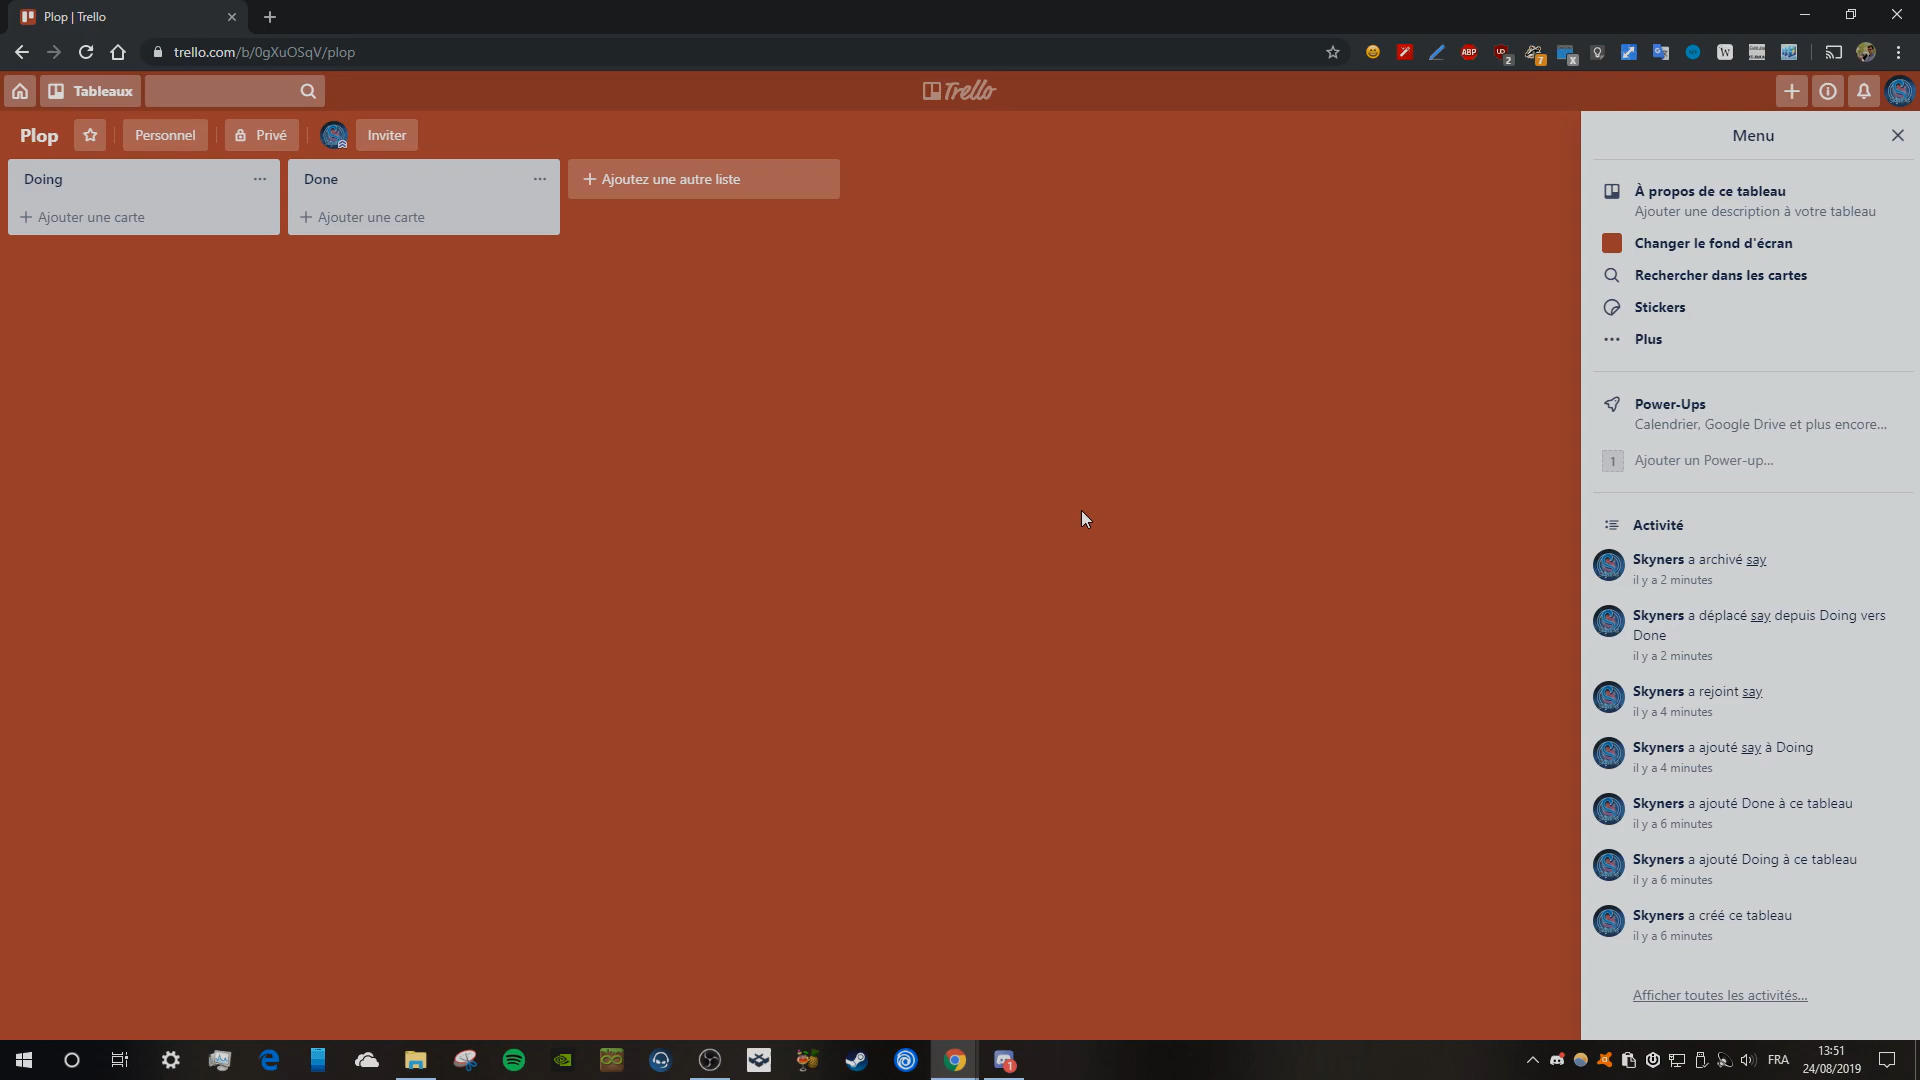 Plop | Trello
trello.com/b/0gXuOSqV/plop
ABP
2
7
X
W
Tableaux
Trello
Plop
Personnel
Privé
Inviter
Menu
Doing
Done
Ajoutez une autre liste
Ajouter une carte
Ajouter une carte
À propos de ce tableau
Ajouter une description à votre tableau
Changer le fond d'écran
Rechercher dans les cartes
Stickers
Plus
Power-Ups
Calendrier, Google Drive et plus encore...
1 Ajouter un Power-up...
Activité
Skyners a archivé say
il y a 2 minutes
Skyners a déplacé say depuis Doing vers
Done
il y a 2 minutes
Skyners a rejoint say
il y a 4 minutes
Skyners a ajouté say à Doing
il y a 4 minutes
Skyners a ajouté Done à ce tableau
il y a 6 minutes
Skyners a ajouté Doing à ce tableau
il y a 6 minutes
Skyners a créé ce tableau
il y a 6 minutes
Afficher toutes les activités...
1
FRA
13:51
24/08/2019